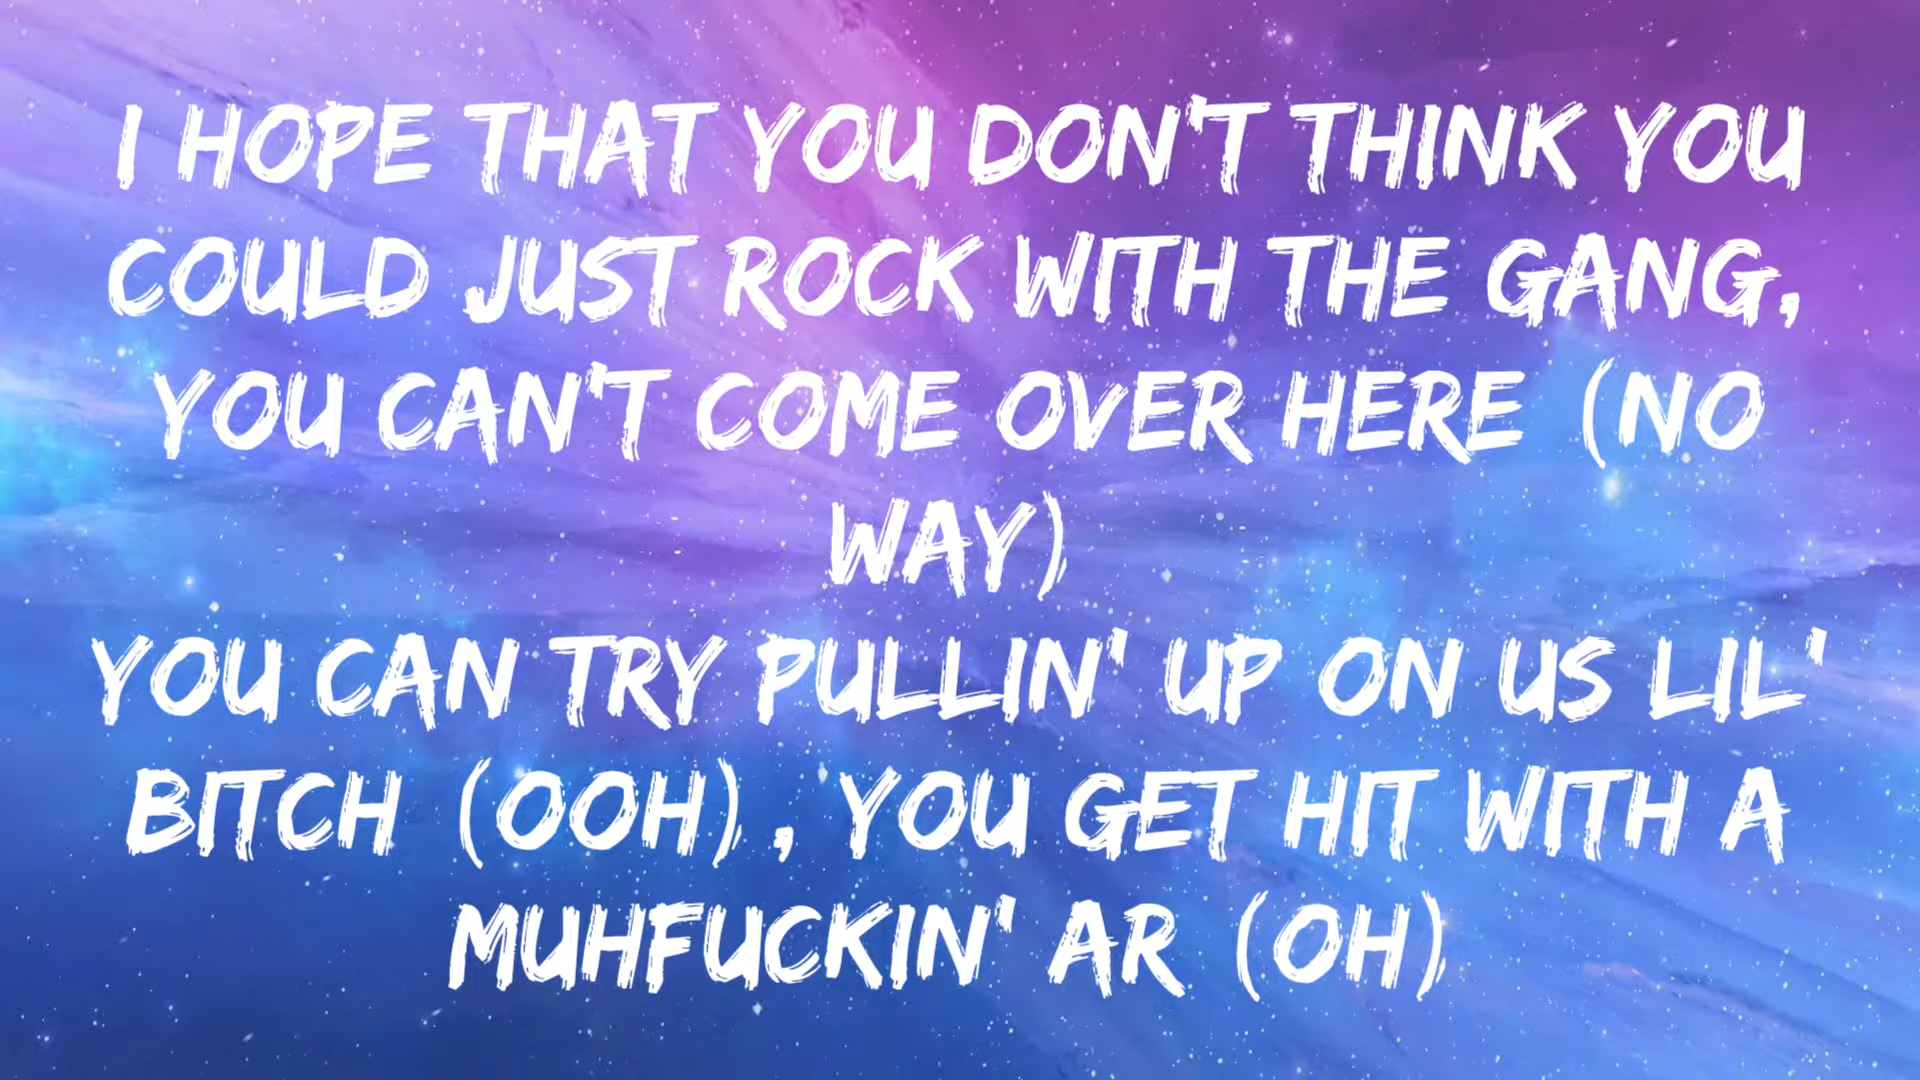 I HOPE THAT YOU DON'T THINK YOU
COULD JUST ROCK WITH THE GANG,
YOU CAN'T COME OVER HERE (NO
WAY)
YOU CAN TRY PULLIN' UP ON US LIL'
BITCH (OOH), YOU GET HIT WITH A
MUHFUCKIN' AR (OH)